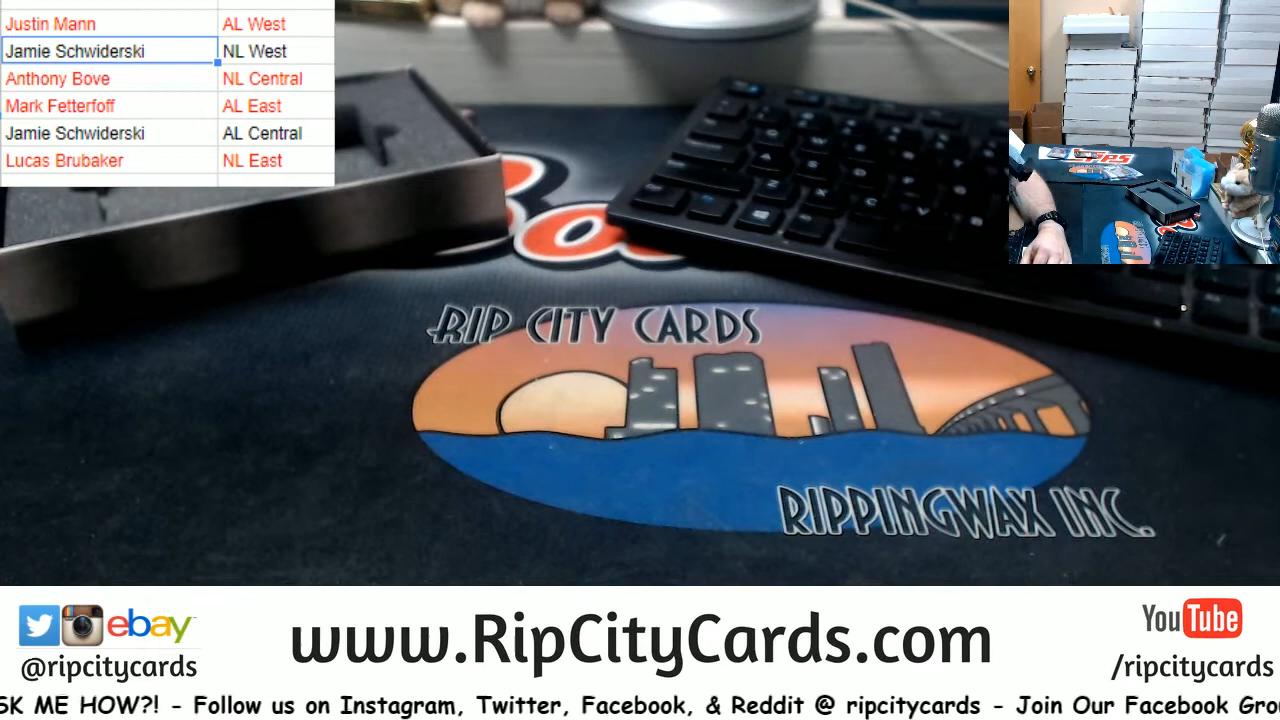 Justin Mann AL West
Jamie Schwiderski NL West
Anthony Bove NL Central
Mark Fetterfoff AL East
Jamie Schwiderski AL Central
Lucas Brubaker NL East
RIP CITY CARDS
RIPPINGWAX INC.
ebay
@ripcitycards
www.RipCityCards.com
YouTube
/ripcitycards
SK ME HOW?! - Follow us on Instagram, Twitter, Facebook, & Reddit @ ripcitycards - Join Our Facebook Gro